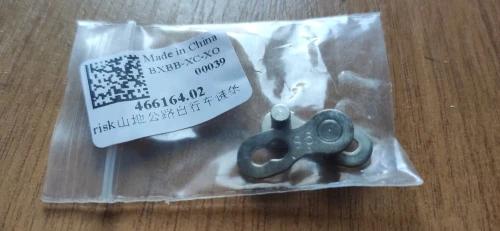 Made in China
BXBB-XC-XO
00039
466164.02
risk山地公路自行车链条